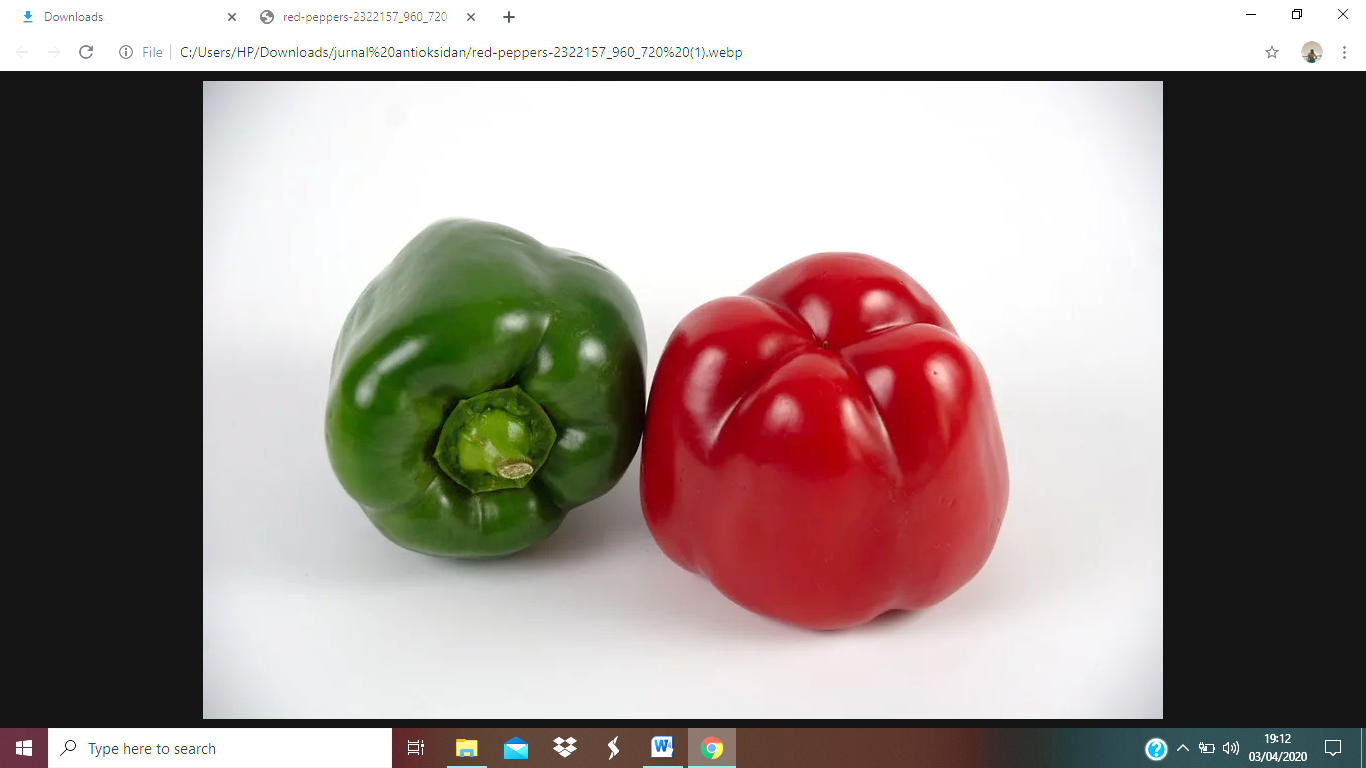 Downloads
red-peppers-2322157_960_720
File
C:/Users/HP/Downloads/jurnal%20antioksidan/red-peppers-2322157_960_720%20(1).webp
Type here to search
W
19:12
03/04/2020